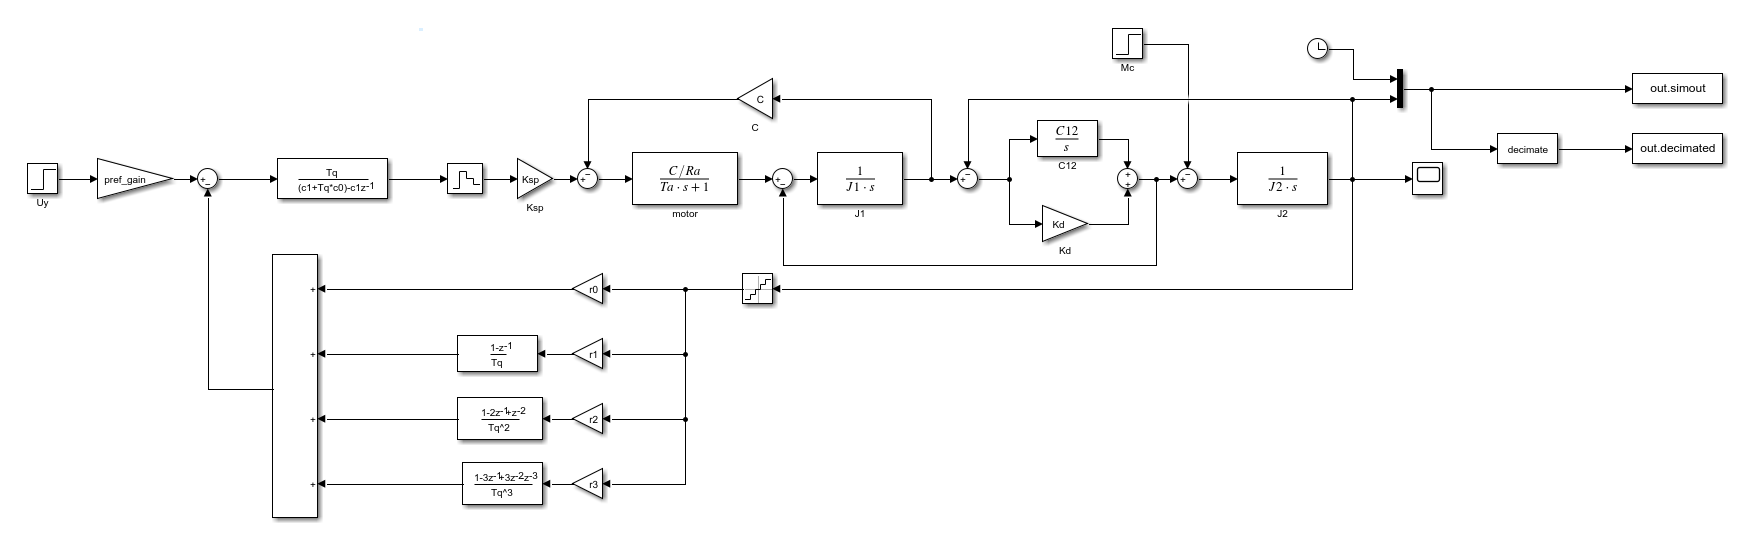 Mc
out.simout
C
C
C12
s
C12
decimate
out.decimated
Uy
pref_gain
+
−
Tq
(c1+Tq*c0)-c1z-1
Ksp
Ksp
−
+
C/Ra
Ta·s+1
motor
+
−
1
J1·s
J1
−
+
Kd
Kd
+
+
−
+
1
J2·s
J2
+
r0
+
1-z-1
Tq
r1
+
1-2z-1+z-2
Tq^2
r2
+
1-3z-1+3z-2z-3
Tq^3
r3